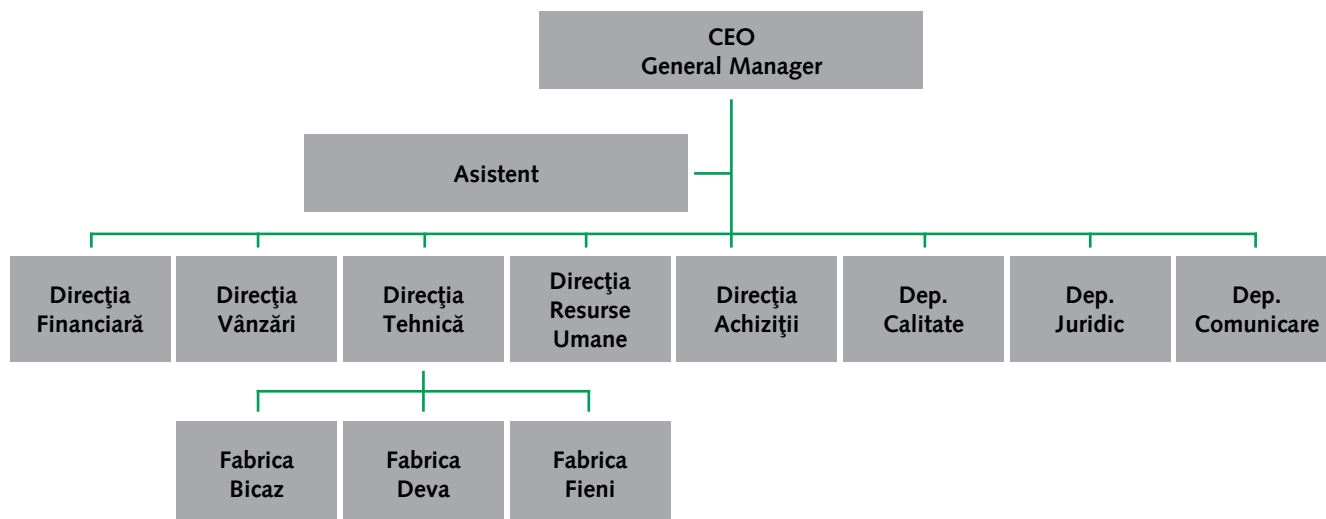 CEO
General Manager
Asistent
Direcţia
Financiară
Direcţia
Vânzări
Direcţia
Tehnică
Direcţia
Resurse
Umane
Direcţia
Achiziţii
Dep.
Calitate
Dep.
Juridic
Dep.
Comunicare
Fabrica
Bicaz
Fabrica
Deva
Fabrica
Fieni